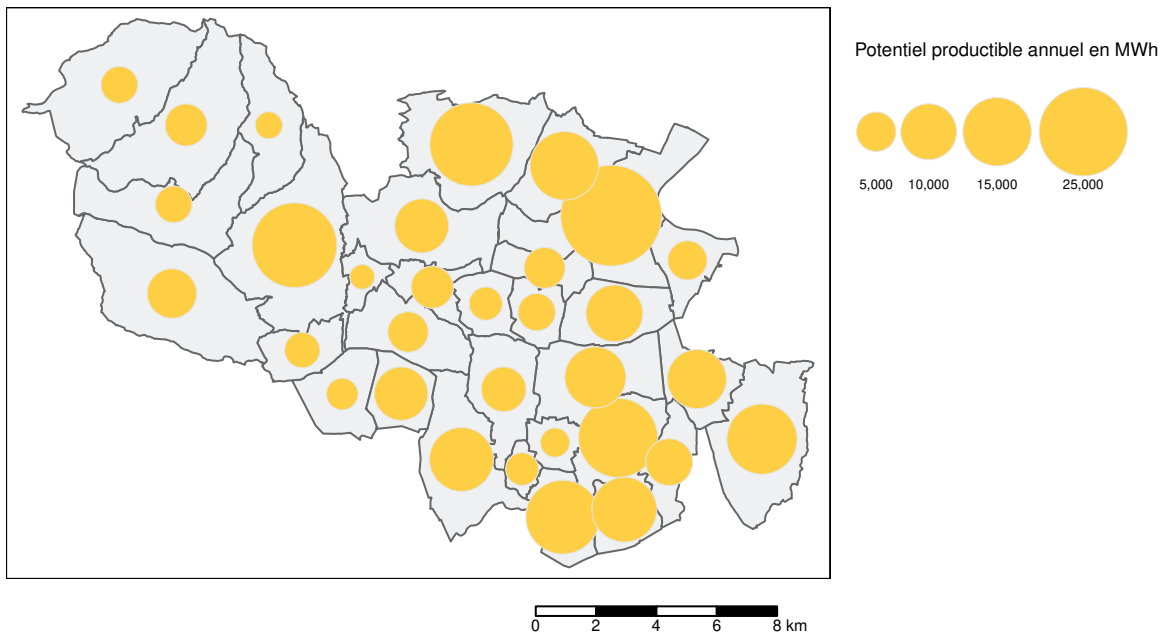 Potentiel productible annuel en MWh
5,000 10,000 15,000 25,000
0 2 4 6 8 km